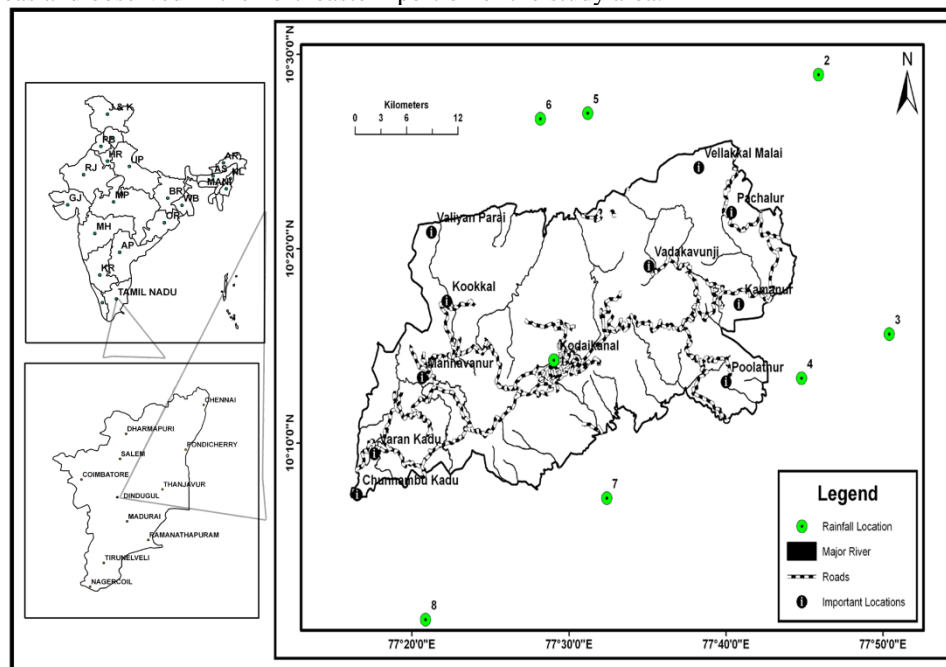 J & K
PB
HR
UP
RJ
AR
AS
NL
MANI
GJ
MP
BR
WB
OR
MH
AP
KR
TAMIL NADU
CHENNAI
DHARMAPURI
SALEM
PONDICHERRY
COIMBATORE
THANJAVUR
DINDUGUL
MADURAI
RAMANATHAPURAM
TIRUNELVELI
NAGERCOIL
10°30'0"N
10°20'0"N
10°10'0"N
Kilometers
0 3 6 12
N
2
5
6
Vellakkal Malai
Pachalur
Valiyan Parai
Vadakavunji
Kookkal
Kamanur
3
Kodaikanal
1
Mannavanur
Poolathur
4
Varan Kadu
Chunnambu Kadu
7
8
Legend
Rainfall Location
Major River
Roads
Important Locations
77°20'0"E
77°30'0"E
77°40'0"E
77°50'0"E